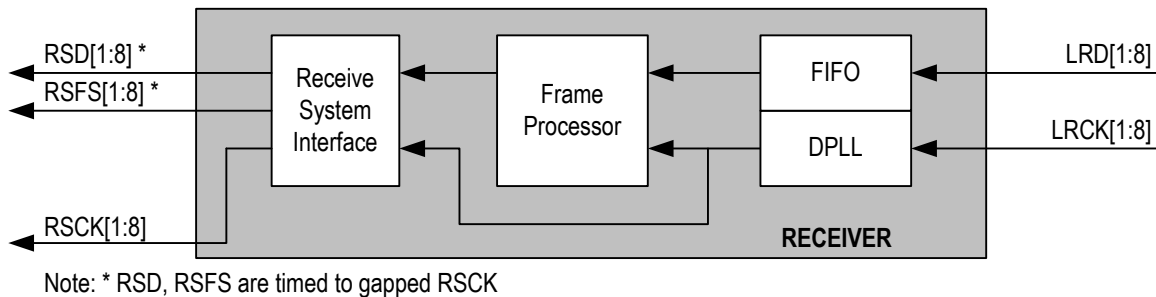 RSD[1:8] *
RSFS[1:8] *
RSCK[1:8]
Receive
System
Interface
Frame
Processor
FIFO
DPLL
LRD[1:8]
LRCK[1:8]
RECEIVER
Note: * RSD, RSFS are timed to gapped RSCK